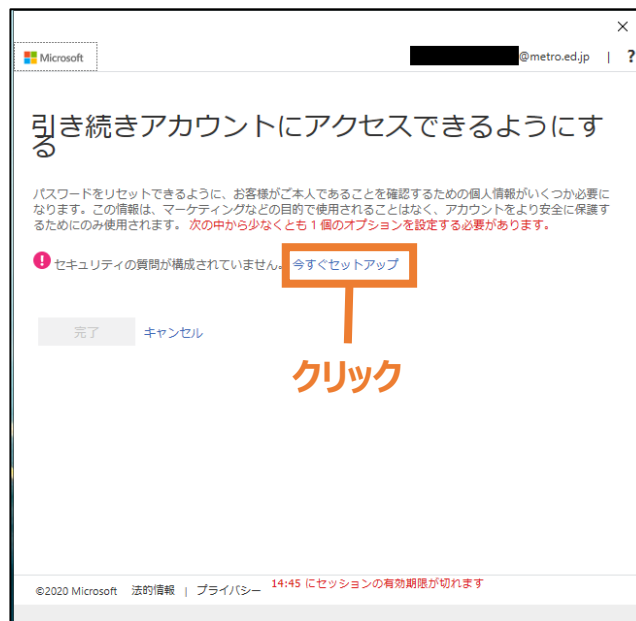 ×
Microsoft
@metro.ed.jp | ?
引き続きアカウントにアクセスできるようにす
る
パスワードをリセットできるように、お客様がご本人であることを確認するための個人情報がいくつか必要に
なります。この情報は、マーケティングなどの目的で使用されることはなく、アカウントをより安全に保護す
るためにのみ使用されます。 次の中から少なくとも 1 個のオプションを設定する必要があります。
! セキュリティの質問が構成されていません。 今すぐセットアップ
完了 キャンセル
クリック
©2020 Microsoft 法的情報 | プライバシー 14:45 にセッションの有効期限が切れます